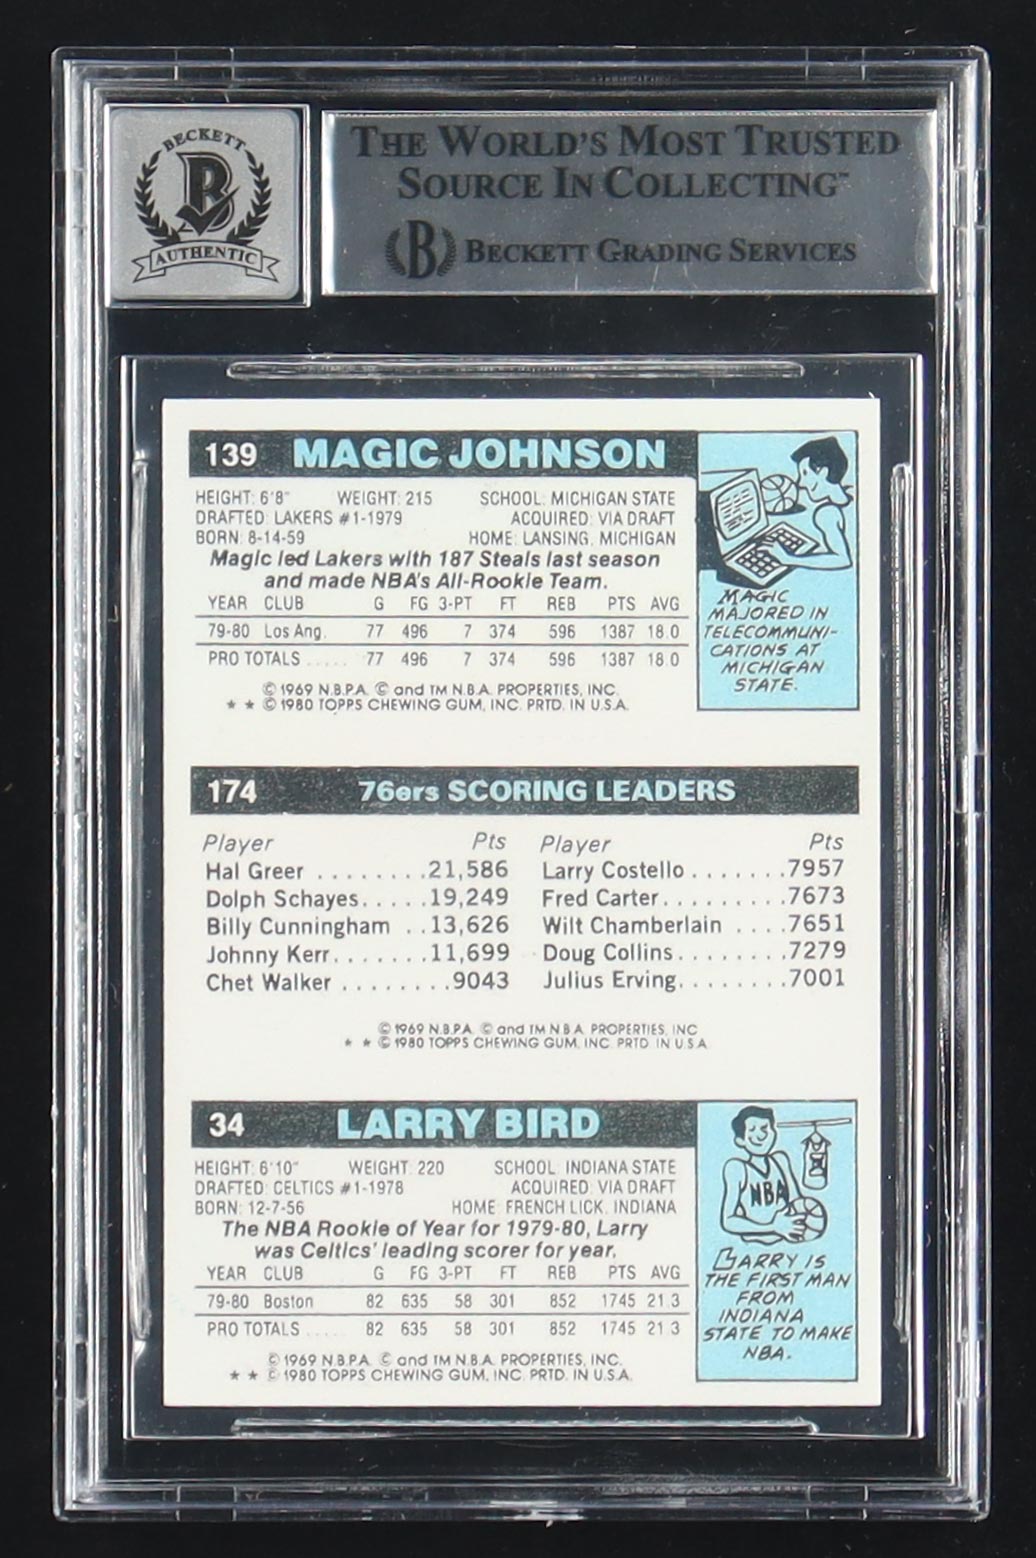 BECKETT
B
AUTHENTIC
THE WORLD'S MOST TRUSTED
SOURCE IN COLLECTING™
B BECKETT GRADING SERVICES
139 MAGIC JOHNSON
HEIGHT: 6'8" WEIGHT: 215 SCHOOL: MICHIGAN STATE
DRAFTED: LAKERS #1-1979 ACQUIRED: VIA DRAFT
BORN: 8-14-59 HOME: LANSING, MICHIGAN
Magic led Lakers with 187 Steals last season
and made NBA's All-Rookie Team.
YEAR CLUB G FG 3-PT FT REB PTS AVG
79-80 Los Ang. 77 496 7 374 596 1387 18.0
PRO TOTALS ..... 77 496 7 374 596 1387 18.0
© 1969 N.B.P.A. © and TM N.B.A. PROPERTIES, INC.
★ ★ © 1980 TOPPS CHEWING GUM, INC. PRTD. IN U.S.A.
MAGIC
MAJORED IN
TELECOMMUNI-
CATIONS AT
MICHIGAN
STATE.
174 76ers SCORING LEADERS
Player Pts Player Pts
Hal Greer ........21,586 Larry Costello .......7957
Dolph Schayes.....19,249 Fred Carter.........7673
Billy Cunningham ..13,626 Wilt Chamberlain ....7651
Johnny Kerr.......11,699 Doug Collins........7279
Chet Walker ........9043 Julius Erving........7001
© 1969 N.B.P.A. © and TM N.B.A. PROPERTIES, INC
★ ★ © 1980 TOPPS CHEWING GUM, INC. PRTD. IN U.S.A.
34 LARRY BIRD
HEIGHT: 6'10" WEIGHT: 220 SCHOOL: INDIANA STATE
DRAFTED: CELTICS #1-1978 ACQUIRED: VIA DRAFT
BORN: 12-7-56 HOME: FRENCH LICK, INDIANA
The NBA Rookie of Year for 1979-80, Larry
was Celtics' leading scorer for year.
YEAR CLUB G FG 3-PT FT REB PTS AVG
79-80 Boston 82 635 58 301 852 1745 21.3
PRO TOTALS ..... 82 635 58 301 852 1745 21.3
© 1969 N.B.P.A. © and TM N.B.A. PROPERTIES, INC.
★ ★ © 1980 TOPPS CHEWING GUM, INC. PRTD. IN U.S.A.
NBA
LARRY IS
THE FIRST MAN
FROM
INDIANA
STATE TO MAKE
NBA.